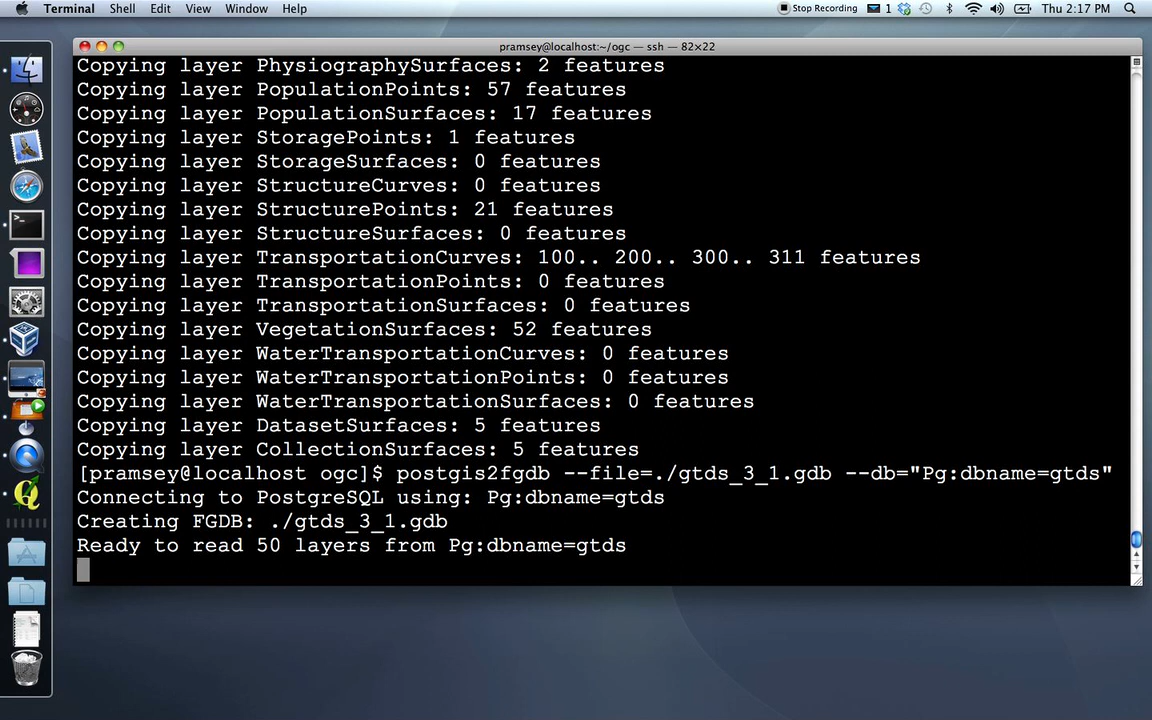 Terminal Shell Edit View Window Help Stop Recording 1 Thu 2:17 PM
pramsey@localhost:~/ogc — ssh — 82×22
Copying layer PhysiographySurfaces: 2 features
Copying layer PopulationPoints: 57 features
Copying layer PopulationSurfaces: 17 features
Copying layer StoragePoints: 1 features
Copying layer StorageSurfaces: 0 features
Copying layer StructureCurves: 0 features
Copying layer StructurePoints: 21 features
Copying layer StructureSurfaces: 0 features
Copying layer TransportationCurves: 100.. 200.. 300.. 311 features
Copying layer TransportationPoints: 0 features
Copying layer TransportationSurfaces: 0 features
Copying layer VegetationSurfaces: 52 features
Copying layer WaterTransportationCurves: 0 features
Copying layer WaterTransportationPoints: 0 features
Copying layer WaterTransportationSurfaces: 0 features
Copying layer DatasetSurfaces: 5 features
Copying layer CollectionSurfaces: 5 features
[pramsey@localhost ogc]$ postgis2fgdb --file=./gtds_3_1.gdb --db="Pg:dbname=gtds"
Connecting to PostgreSQL using: Pg:dbname=gtds
Creating FGDB: ./gtds_3_1.gdb
Ready to read 50 layers from Pg:dbname=gtds